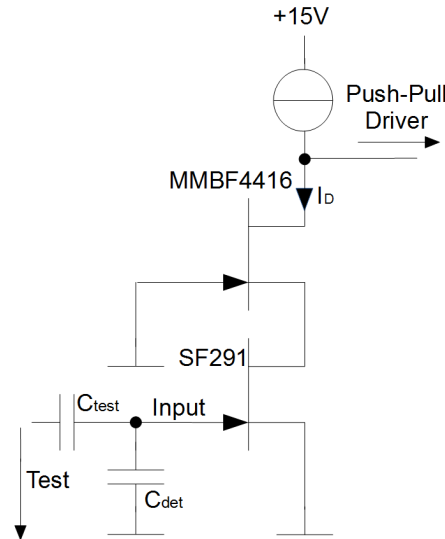 +15V
Push-Pull
Driver
MMBF4416
ID
SF291
Ctest
Input
Test
Cdet